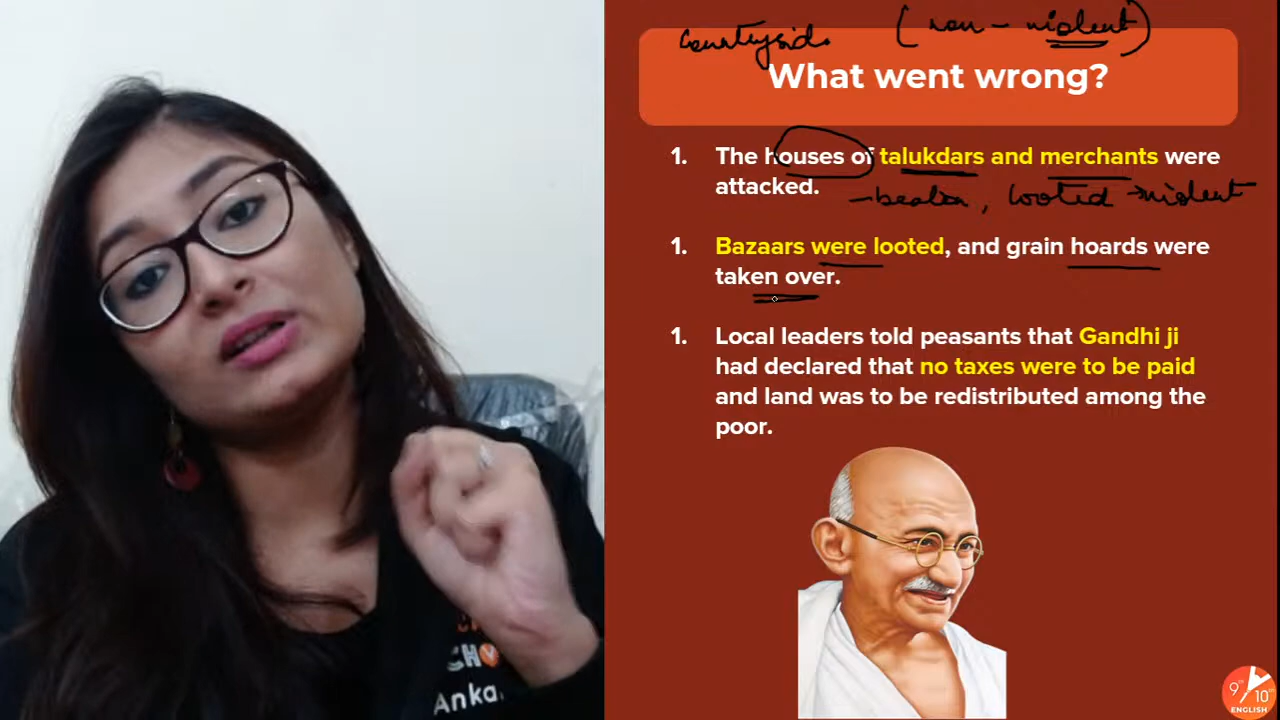 countryside (non-violent)
What went wrong?
1. The houses of talukdars and merchants were
attacked.
-beaten, looted → violent
1. Bazaars were looted, and grain hoards were
taken over.
1. Local leaders told peasants that Gandhi ji
had declared that no taxes were to be paid
and land was to be redistributed among the
poor.
CH
Anka
9th
10th
ENGLISH